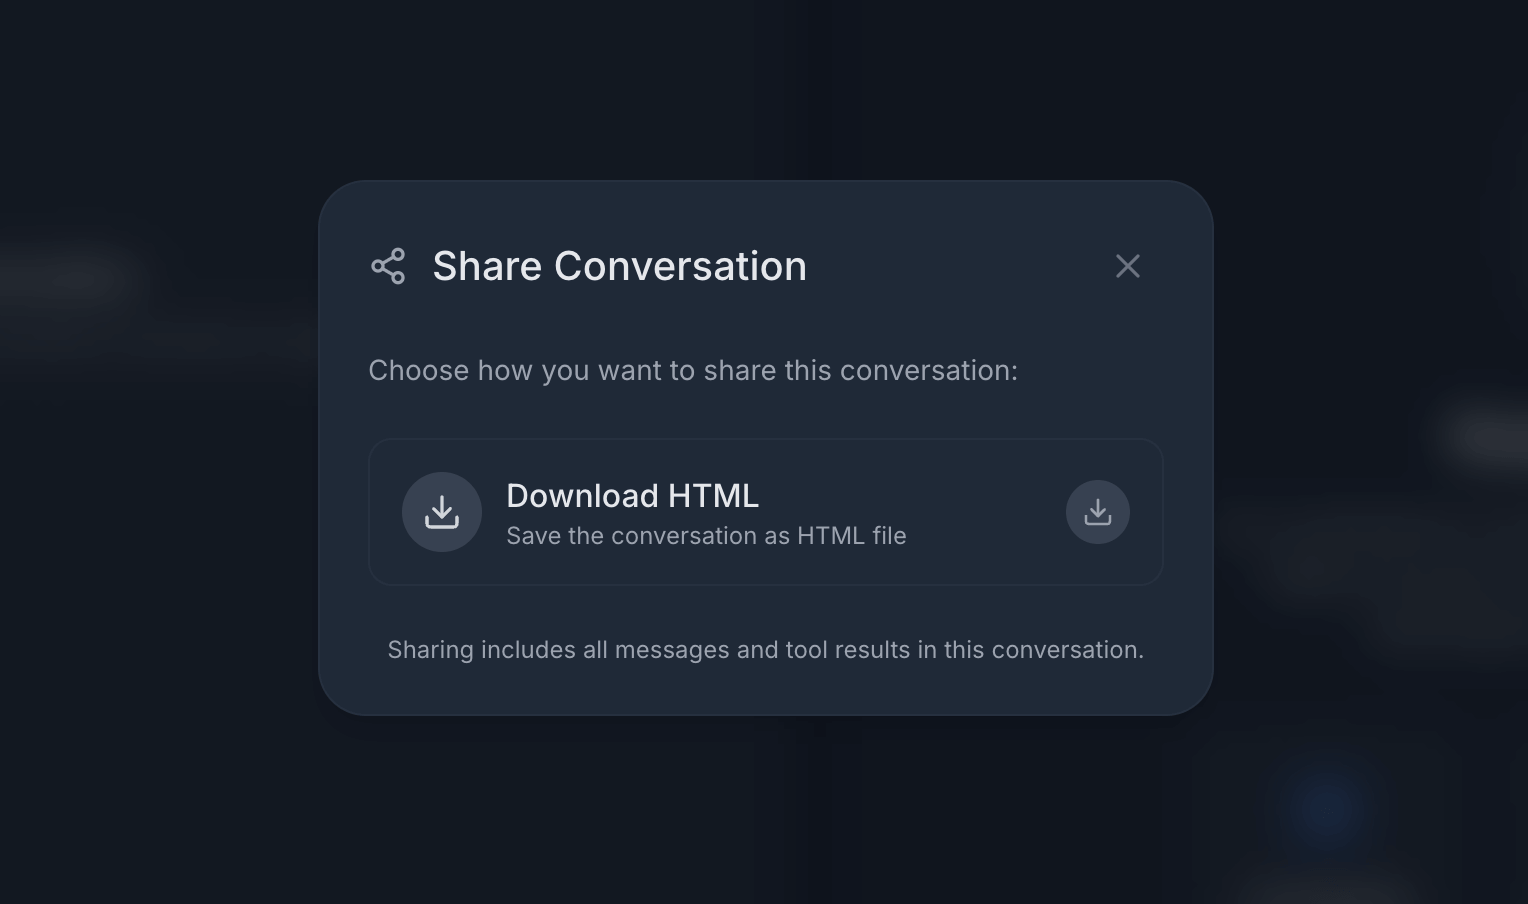 Share Conversation
Choose how you want to share this conversation:
Download HTML
Save the conversation as HTML file
Sharing includes all messages and tool results in this conversation.